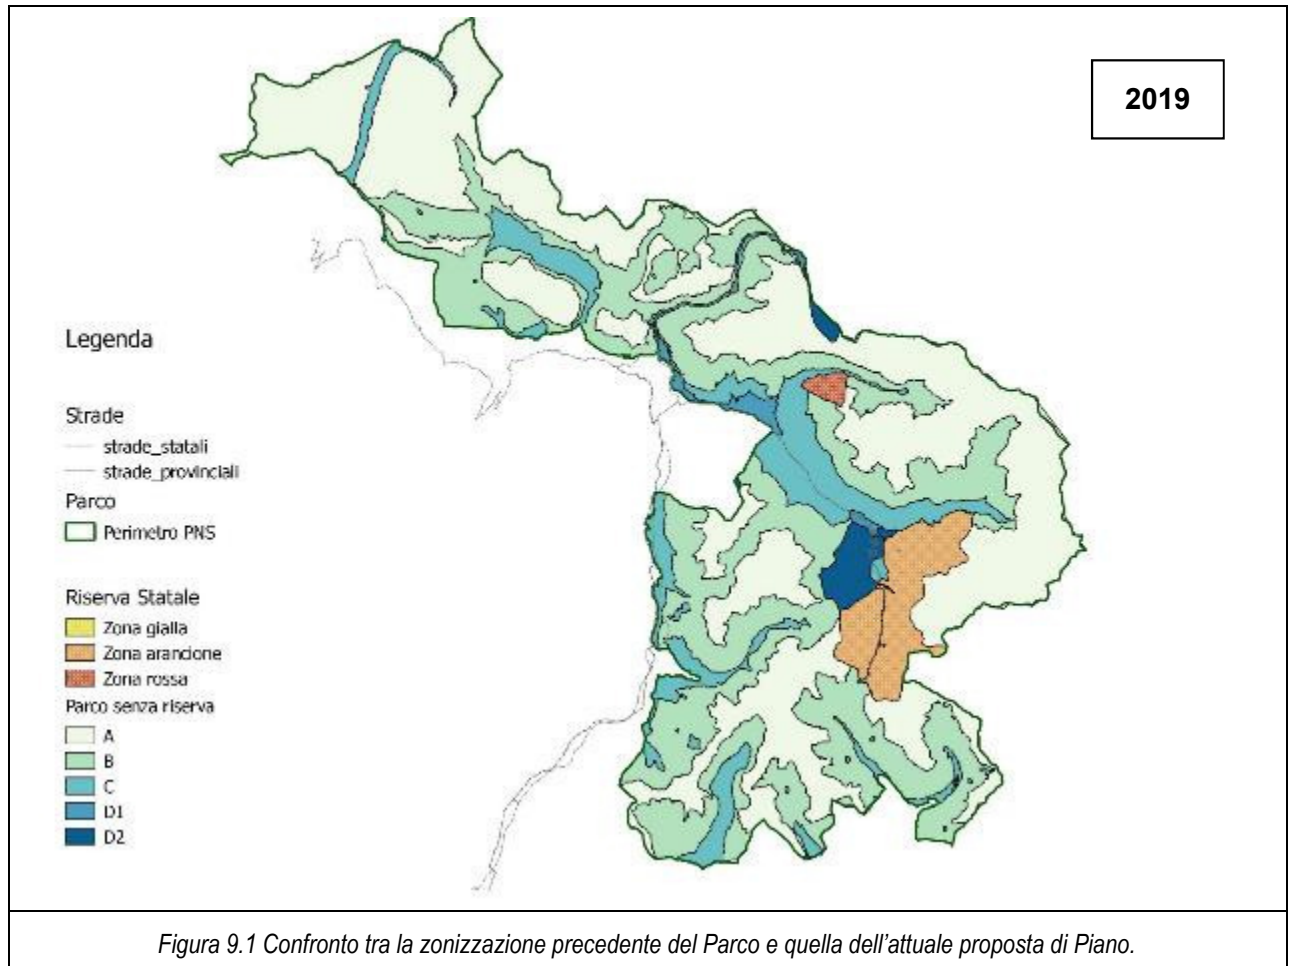 2019
Legenda
Strade
strade_statali
strade_provinciali
Parco
Perimetro PNS
Riserva Statale
Zona gialla
Zona arancione
Zona rossa
Parco senza riserva
A
B
C
D1
D2
Figura 9.1 Confronto tra la zonizzazione precedente del Parco e quella dell'attuale proposta di Piano.